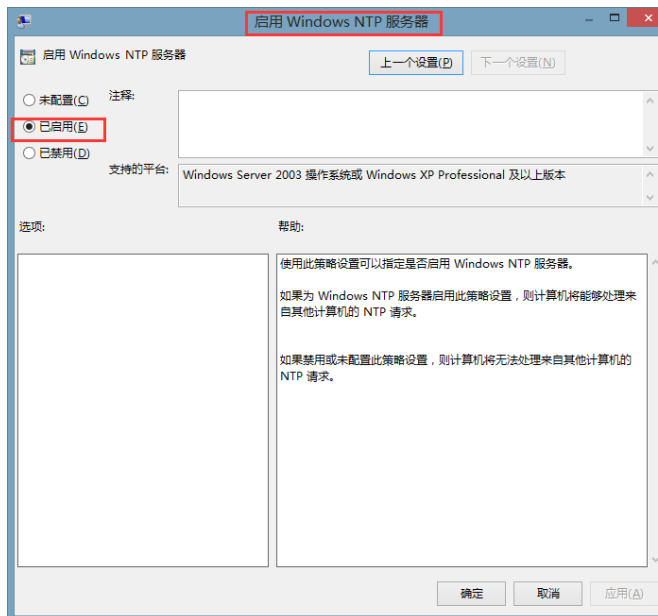 启用 Windows NTP 服务器
启用 Windows NTP 服务器
上一个设置(P)
下一个设置(N)
未配置(C)
注释:
已启用(E)
已禁用(D)
支持的平台:
Windows Server 2003 操作系统或 Windows XP Professional 及以上版本
选项:
帮助:
使用此策略设置可以指定是否启用 Windows NTP 服务器。
如果为 Windows NTP 服务器启用此策略设置，则计算机将能够处理来
自其他计算机的 NTP 请求。
如果禁用或未配置此策略设置，则计算机将无法处理来自其他计算机的
NTP 请求。
确定
取消
应用(A)